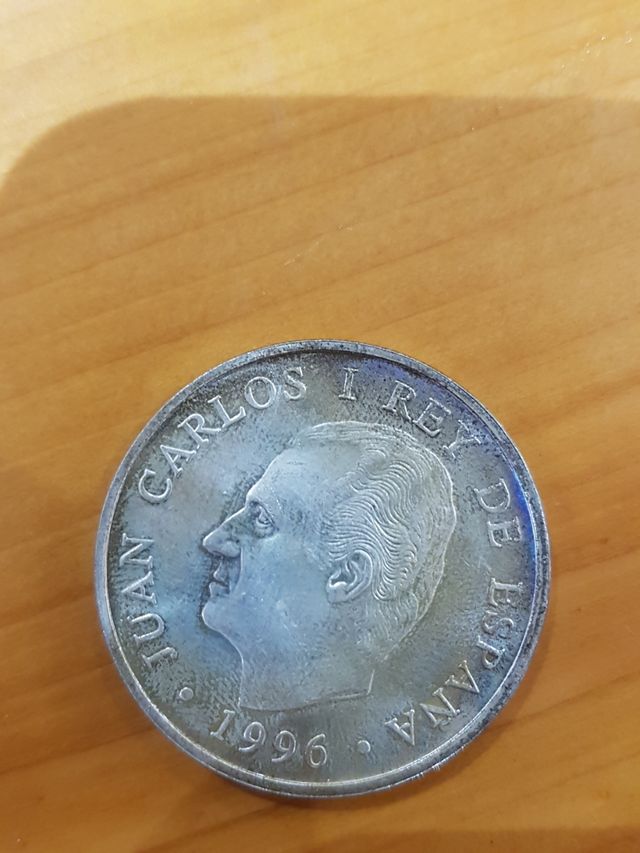 JUAN CARLOS I REY DE ESPAÑA
• 1996 •